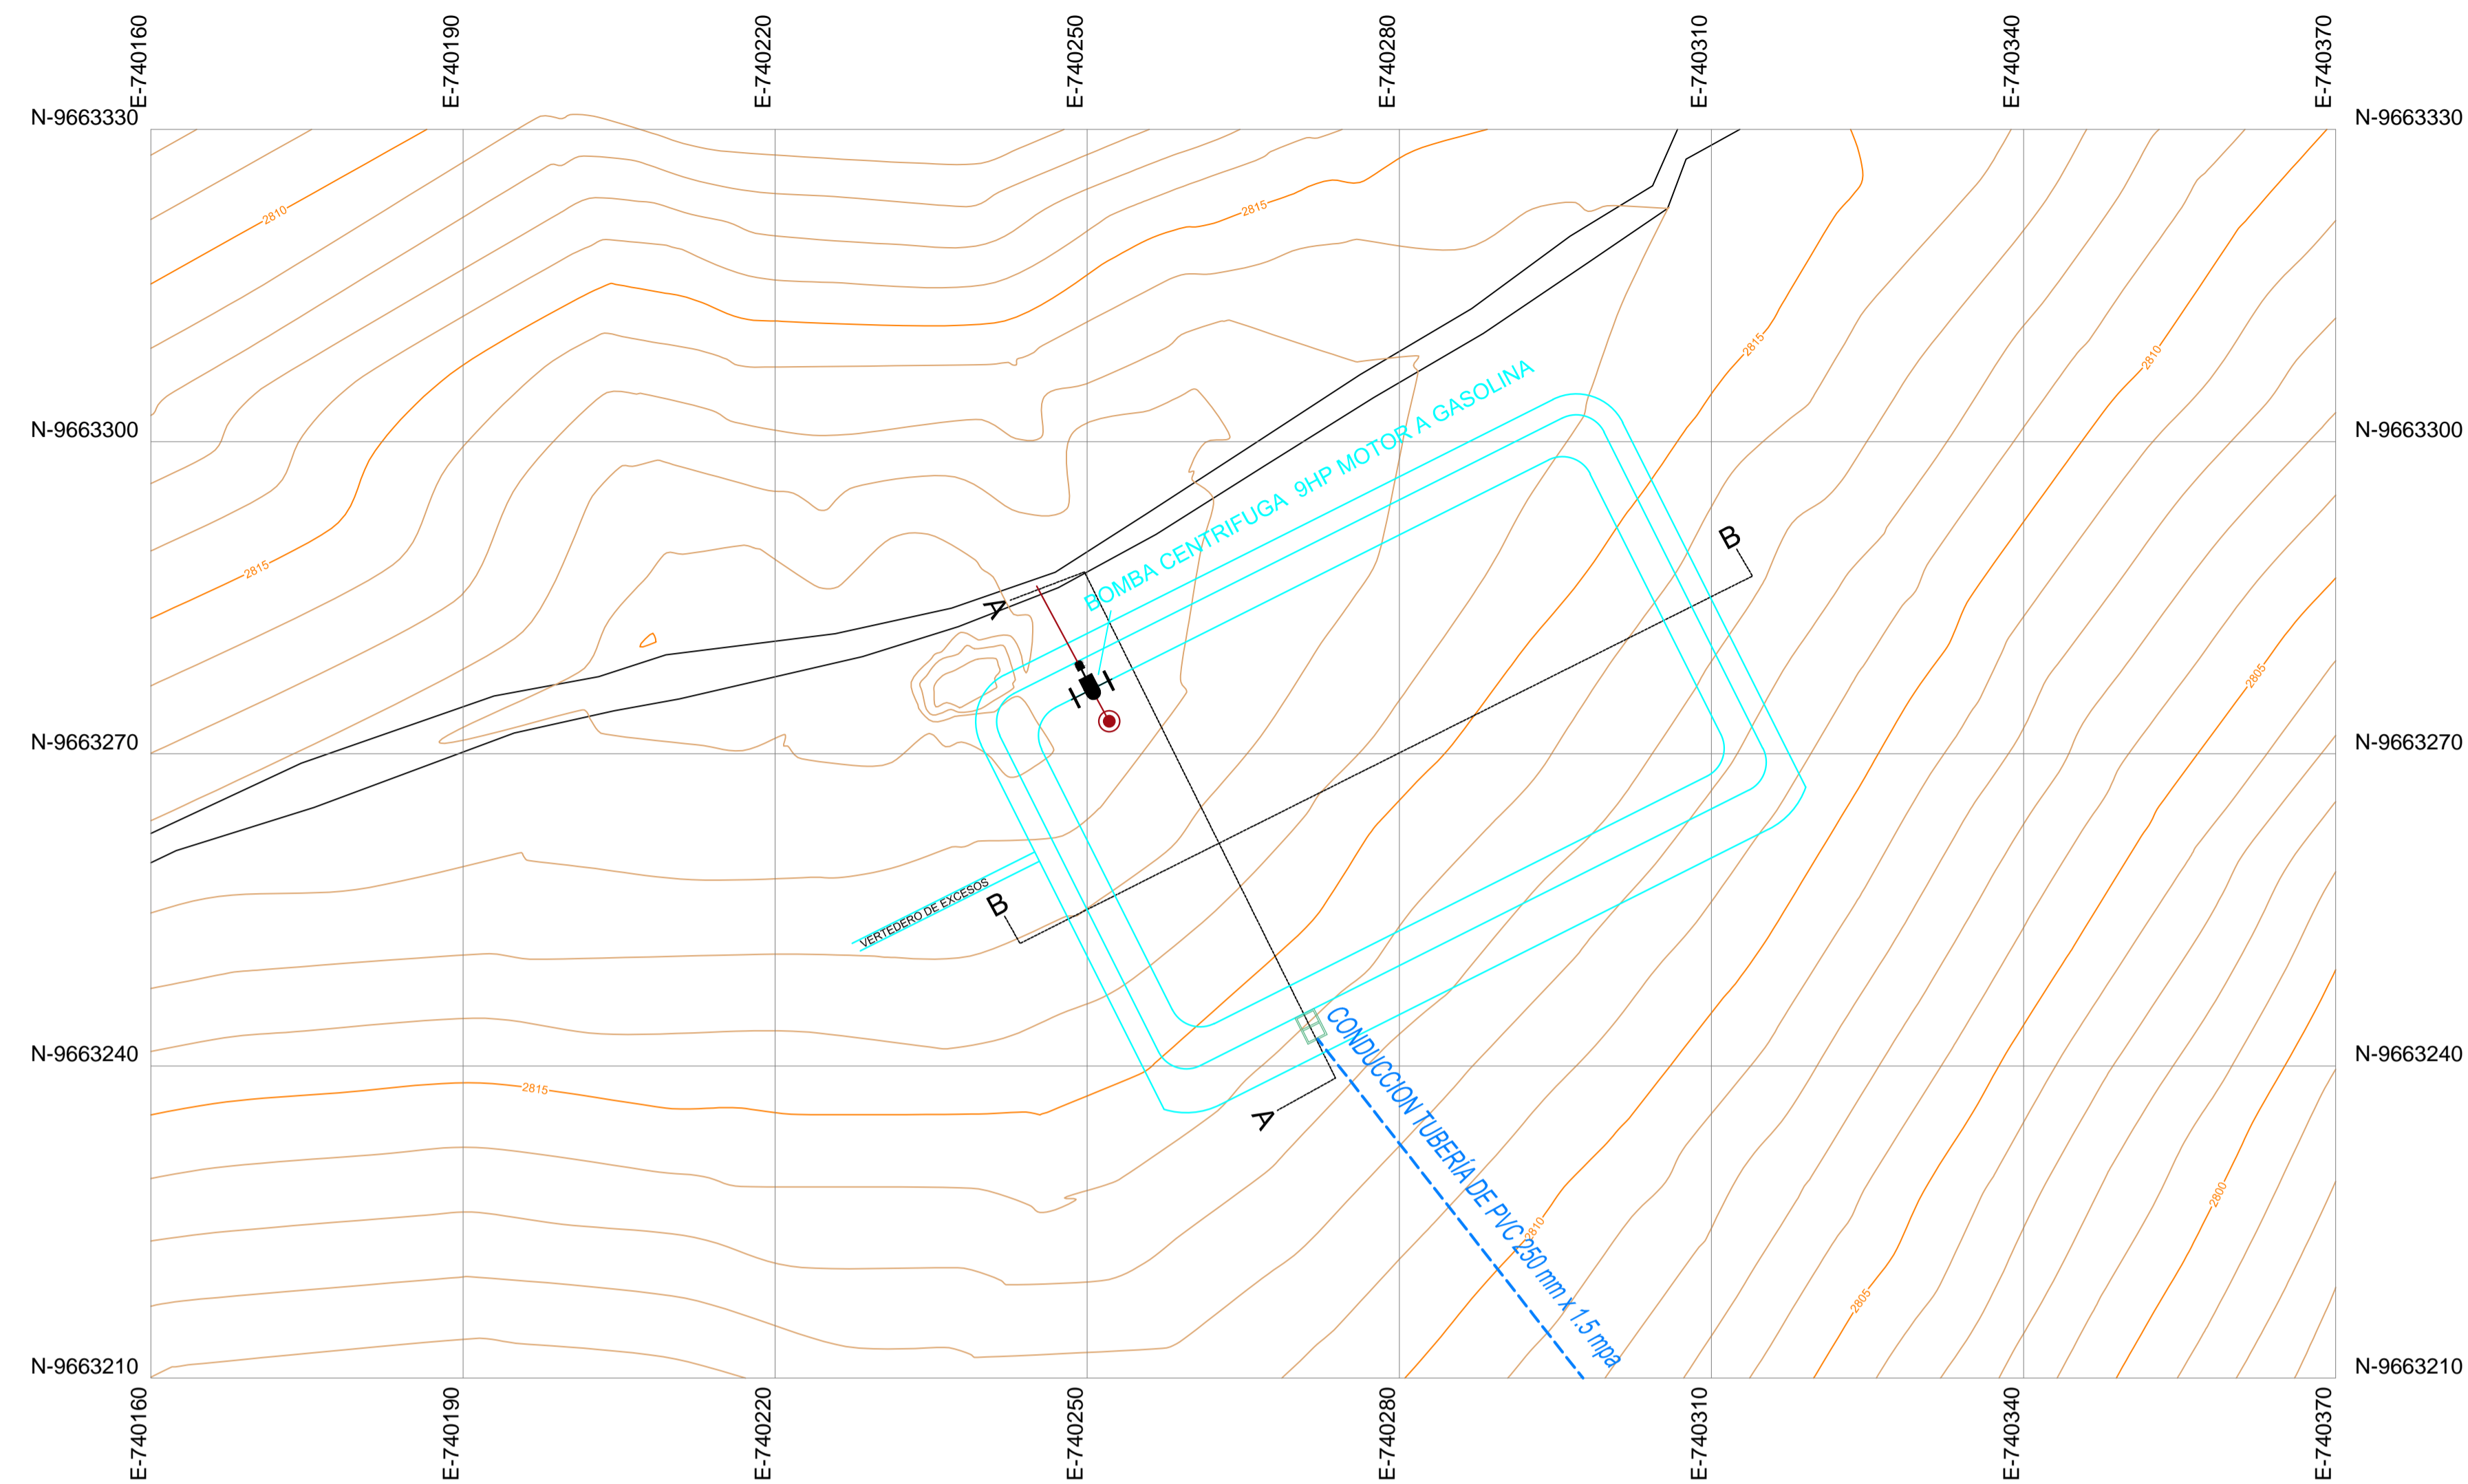 E-740160
E-740190
E-740220
E-740250
E-740280
E-740310
E-740340
E-740370
N-9663330
N-9663330
2810
2815
2815
2810
BOMBA CENTRIFUGA 9HP MOTOR A GASOLINA
N-9663300
N-9663300
B
2815
A
2805
N-9663270
N-9663270
VERTEDERO DE EXCESOS
B
CONDUCCION TUBERÍA DE PVC 250 mm X 1.5 mpa
N-9663240
N-9663240
2815
A
2800
2810
2805
N-9663210
N-9663210
E-740160
E-740190
E-740220
E-740250
E-740280
E-740310
E-740340
E-740370